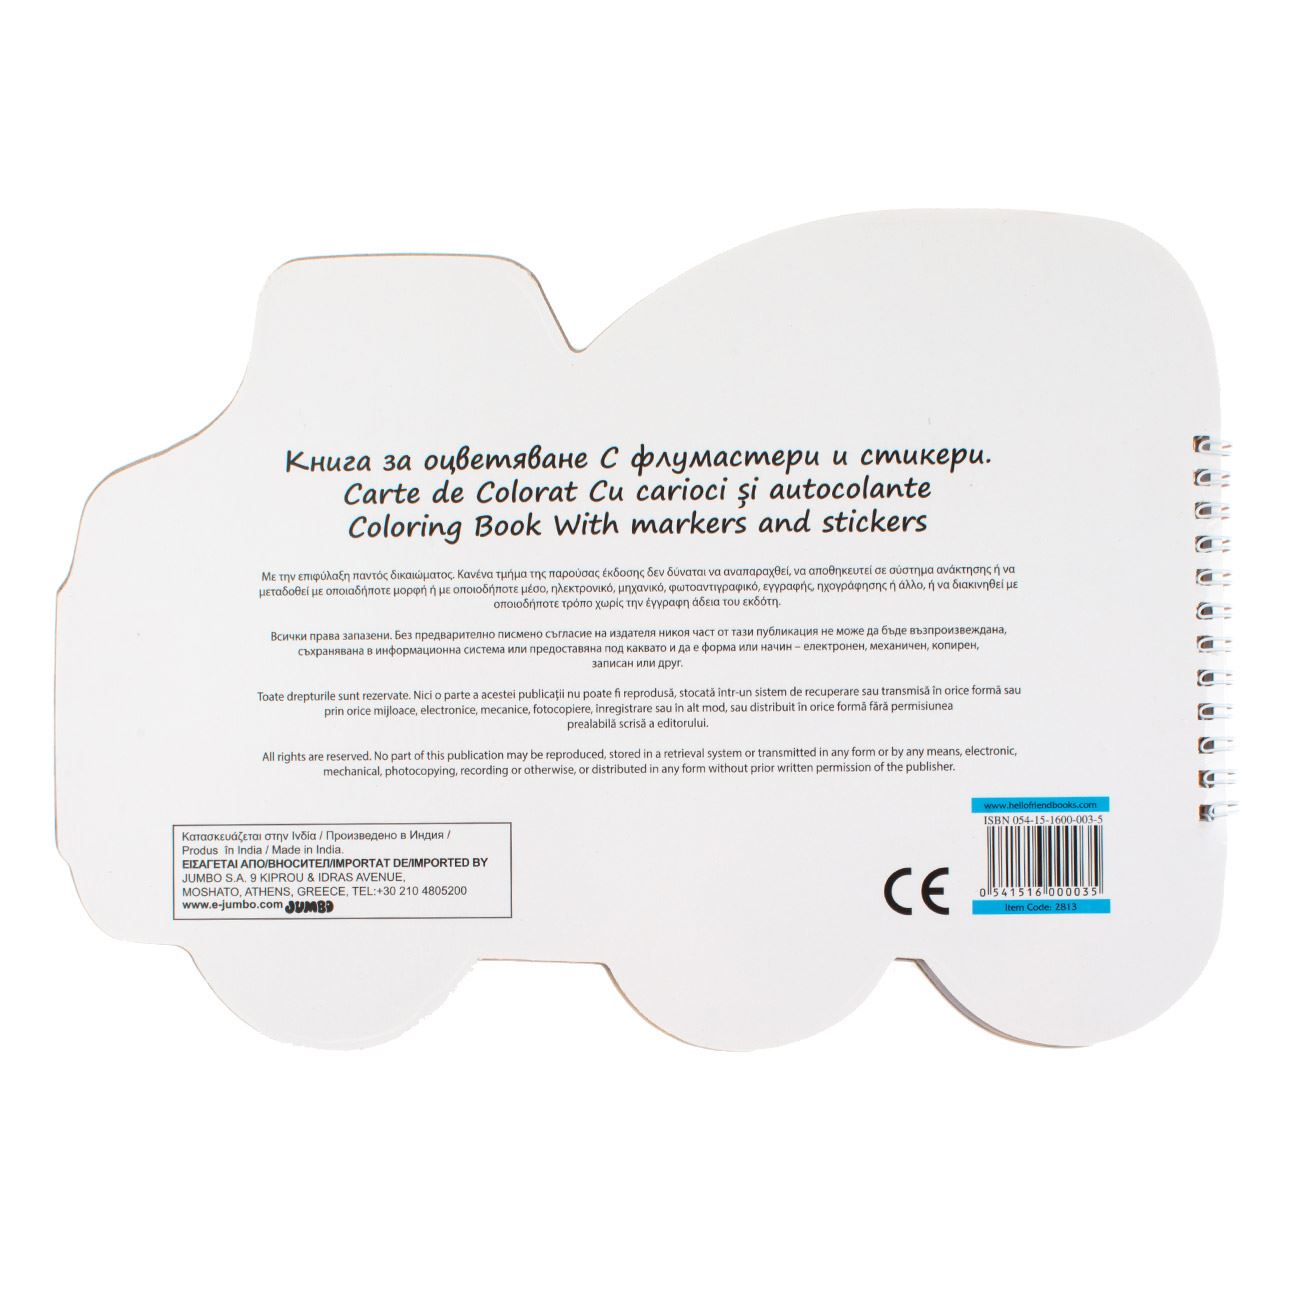 Книга за оцветяване С флумастери и стикери.
Carte de Colorat Cu carioci și autocolante
Coloring Book With markers and stickers
Με την επιφύλαξη παντός δικαιώματος. Κανένα τμήμα της παρούσας έκδοσης δεν δύναται να αναπαραχθεί, να αποθηκευτεί σε σύστημα ανάκτησης ή να
μεταδοθεί με οποιαδήποτε μορφή ή με οποιοδήποτε μέσο, ηλεκτρονικό, μηχανικό, φωτοαντιγραφικό, εγγραφής, ηχογράφησης ή άλλο, ή να διακινηθεί με
οποιοδήποτε τρόπο χωρίς την έγγραφη άδεια του εκδότη.
Всички права запазени. Без предварително писмено съгласие на издателя никоя част от тази публикация не може да бъде възпроизвеждана,
съхранявана в информационна система или предоставяна под каквато и да е форма или начин – електронен, механичен, копирен,
записан или друг.
Toate drepturile sunt rezervate. Nici o parte a acestei publicații nu poate fi reprodusă, stocată într-un sistem de recuperare sau transmisă în orice formă sau
prin orice mijloace, electronice, mecanice, fotocopiere, înregistrare sau în alt mod, sau distribuit în orice formă fără permisiunea
prealabilă scrisă a editorului.
All rights are reserved. No part of this publication may be reproduced, stored in a retrieval system or transmitted in any form or by any means, electronic,
mechanical, photocopying, recording or otherwise, or distributed in any form without prior written permission of the publisher.
Κατασκευάζεται στην Ινδία / Произведено в Индия /
Produs în India / Made in India.
ΕΙΣΑΓΕΤΑΙ ΑΠΟ/ВНОСИТЕЛ/IMPORTAT DE/IMPORTED BY
JUMBO S.A. 9 KIPROU & IDRAS AVENUE,
MOSHATO, ATHENS, GREECE, TEL:+30 210 4805200
www.e-jumbo.com JUMBO
CE
www.hellofriendbooks.com
ISBN 054-15-1600-003-5
0 541516 000035
Item Code: 2813